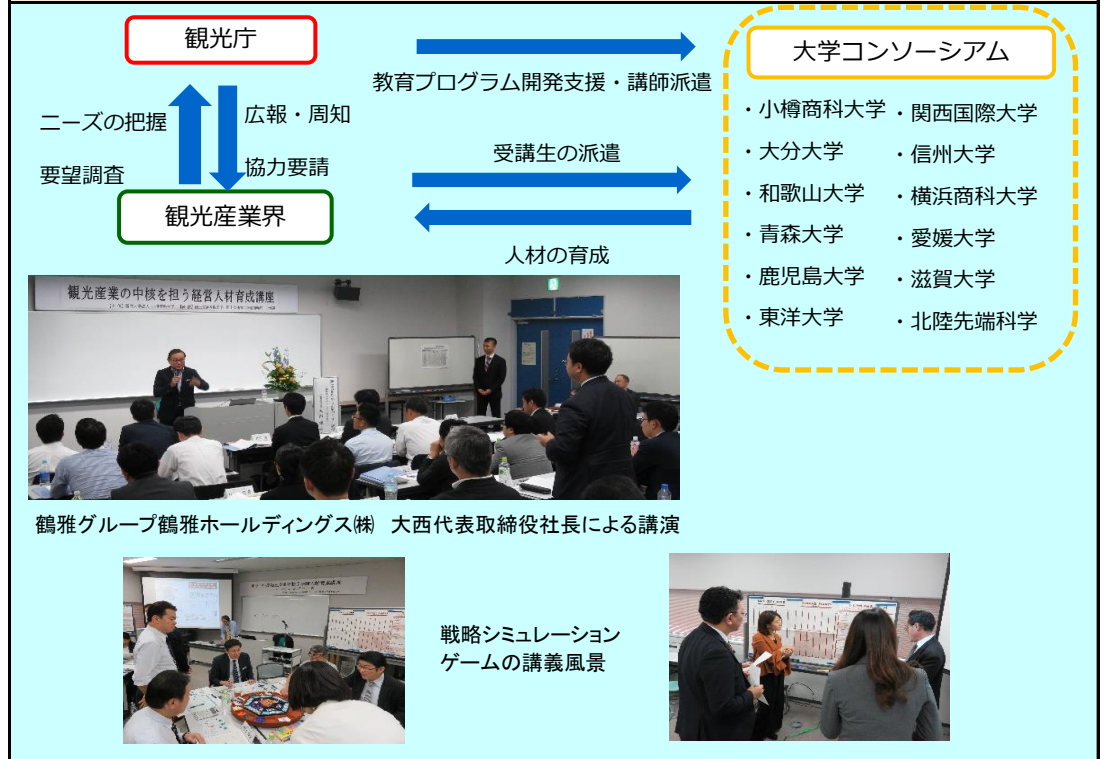 観光庁
教育プログラム開発支援・講師派遣
大学コンソーシアム
・小樽商科大学
・大分大学
・和歌山大学
・青森大学
・鹿児島大学
・東洋大学
・関西国際大学
・信州大学
・横浜商科大学
・愛媛大学
・滋賀大学
・北陸先端科学
ニーズの把握
要望調査
広報・周知
協力要請
受講生の派遣
観光産業界
人材の育成
観光産業の中核を担う経営人材育成講座
鶴雅グループ鶴雅ホールディングス㈱ 大西代表取締役社長による講演
戦略シミュレーション
ゲームの講義風景